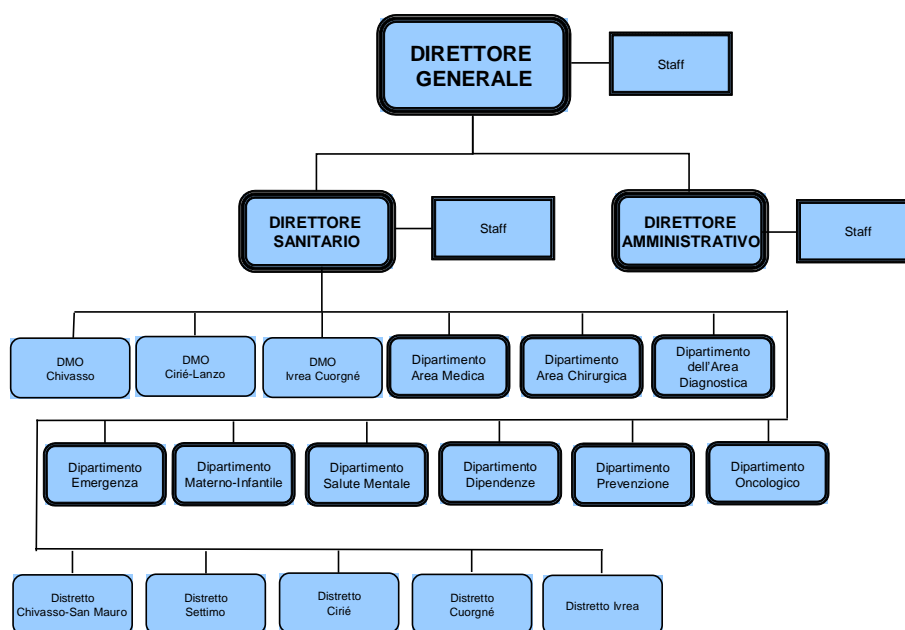 DIRETTORE
GENERALE
Staff
DIRETTORE
SANITARIO
Staff
DIRETTORE
AMMINISTRATIVO
Staff
DMO
Chivasso
DMO
Cirié-Lanzo
DMO
Ivrea Cuorgné
Dipartimento
Area Medica
Dipartimento
Area Chirurgica
Dipartimento
dell'Area
Diagnostica
Dipartimento
Emergenza
Dipartimento
Materno-Infantile
Dipartimento
Salute Mentale
Dipartimento
Dipendenze
Dipartimento
Prevenzione
Dipartimento
Oncologico
Distretto
Chivasso-San Mauro
Distretto
Settimo
Distretto
Cirié
Distretto
Cuorgné
Distretto Ivrea